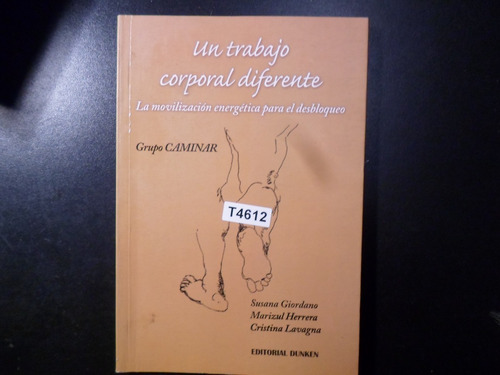 Un trabajo
corporal diferente
La movilización energética para el desbloqueo
Grupo CAMINAR
T4612
Susana Giordano
Marizul Herrera
Cristina Lavagna
EDITORIAL DUNKEN